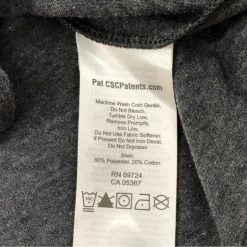 Pat CSCPatents.com
Machine Wash Cold Gentle,
Do Not Bleach,
Tumble Dry Low,
Remove Promptly,
Iron Low.
Do Not Use Fabric Softener,
If Present Do Not Iron Decal
Do Not Dryclean
Shell:
80% Polyester, 20% Cotton
RN 69724
CA 05367